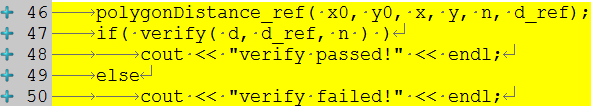 46 polygonDistance_ref( x0, y0, x, y, n, d_ref);
47 if( verify( d, d_ref, n ) )
48 cout << "verify passed!" << endl;
49 else
50 cout << "verify failed!" << endl;